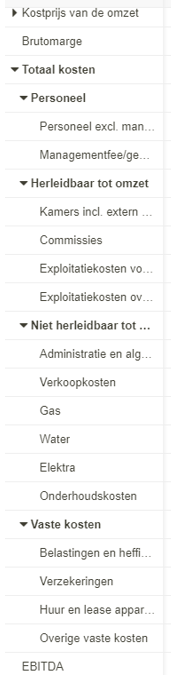 Kostprijs van de omzet
Brutomarge
Totaal kosten
Personeel
Personeel excl. man...
Managementfee/ge...
Herleidbaar tot omzet
Kamers incl. extern ...
Commissies
Exploitatiekosten vo...
Exploitatiekosten ov...
Niet herleidbaar tot ...
Administratie en alg...
Verkoopkosten
Gas
Water
Elektra
Onderhoudskosten
Vaste kosten
Belastingen en heffi...
Verzekeringen
Huur en lease appar...
Overige vaste kosten
EBITDA